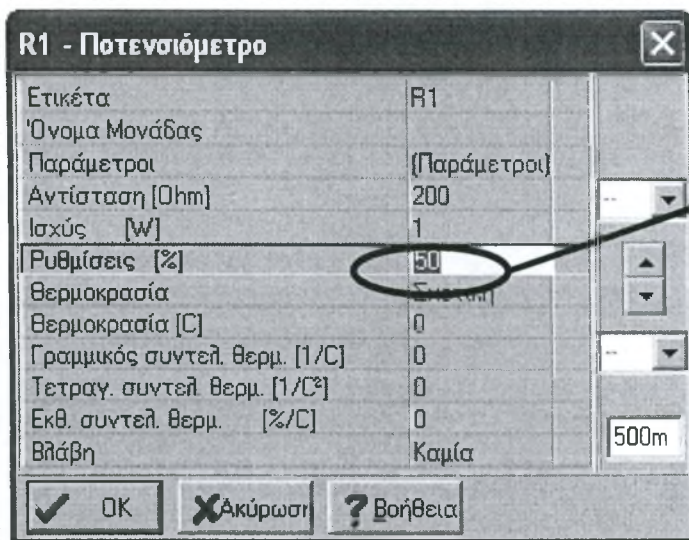 R1 - Ποτενσιόμετρο
Ετικέτα R1
Όνομα Μονάδας
Παράμετροι (Παράμετροι)
Αντίσταση [Ohm] 200 --
Ισχύς [W] 1
Ρυθμίσεις [%] 50
Θερμοκρασία Σχετική
Θερμοκρασία [C] 0
Γραμμικός συντελ. θερμ. [1/C] 0 --
Τετραγ. συντελ. θερμ. [1/C²] 0
Εκθ. συντελ. θερμ. [%/C] 0 500m
Βλάβη Καμία
OK Ακύρωση Βοήθεια